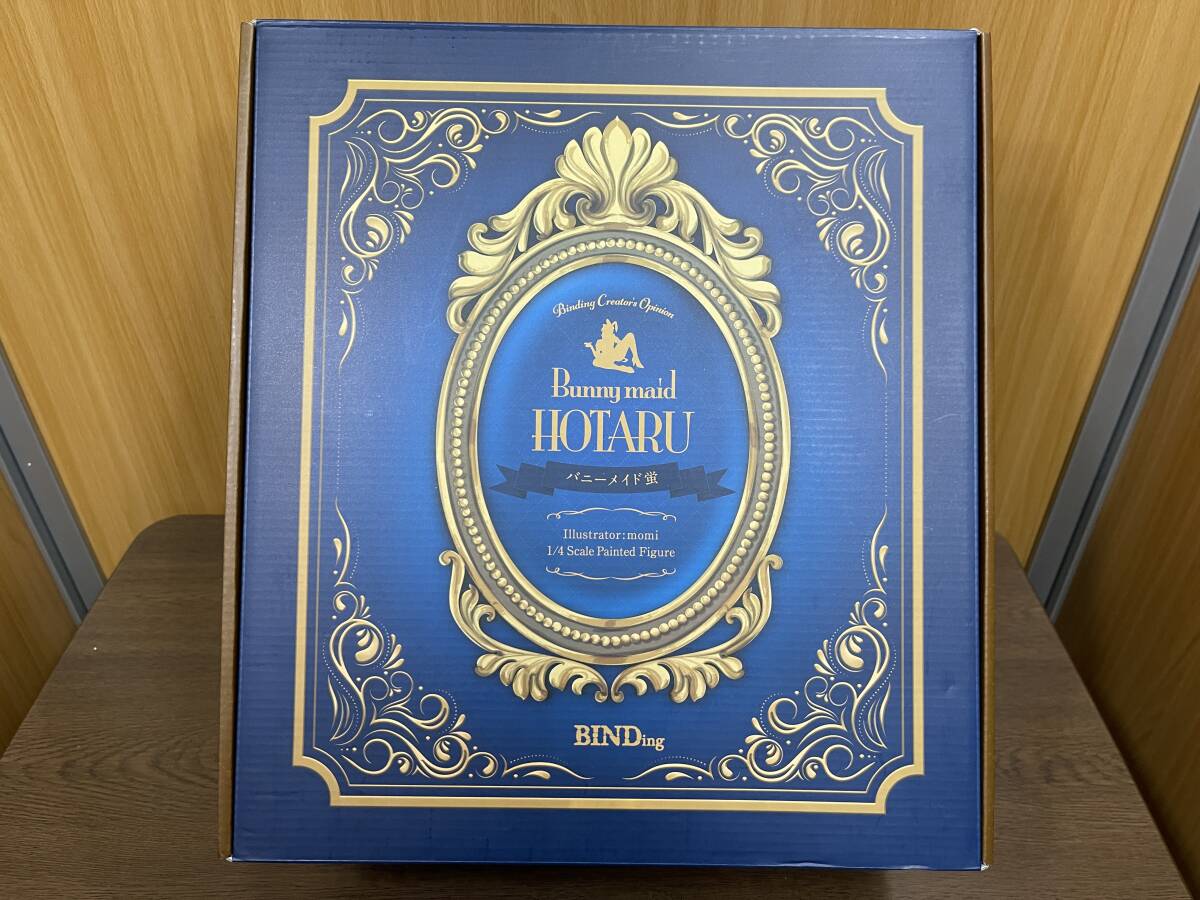 Binding Creator's Opinion
Bunny maid
HOTARU
バニーメイド蛍
Illustrator:momi
1/4 Scale Painted Figure
BINDing